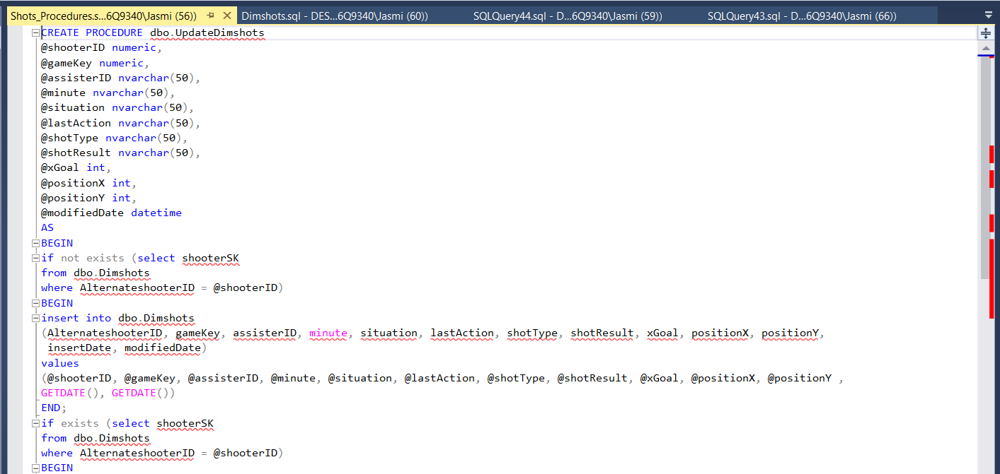 Shots_Procedures.s...6Q9340\Jasmi (56)) Dimshots.sql - DES...6Q9340\Jasmi (60)) SQLQuery44.sql - D...6Q9340\Jasmi (59)) SQLQuery43.sql - D...6Q9340\Jasmi (66))
CREATE PROCEDURE dbo.UpdateDimshots
@shooterID numeric,
@gameKey numeric,
@assisterID nvarchar(50),
@minute nvarchar(50),
@situation nvarchar(50),
@lastAction nvarchar(50),
@shotType nvarchar(50),
@shotResult nvarchar(50),
@xGoal int,
@positionX int,
@positionY int,
@modifiedDate datetime
AS
BEGIN
if not exists (select shooterSK
from dbo.Dimshots
where AlternateshooterID = @shooterID)
BEGIN
insert into dbo.Dimshots
(AlternateshooterID, gameKey, assisterID, minute, situation, lastAction, shotType, shotResult, xGoal, positionX, positionY,
insertDate, modifiedDate)
values
(@shooterID, @gameKey, @assisterID, @minute, @situation, @lastAction, @shotType, @shotResult, @xGoal, @positionX, @positionY ,
GETDATE(), GETDATE())
END;
if exists (select shooterSK
from dbo.Dimshots
where AlternateshooterID = @shooterID)
BEGIN